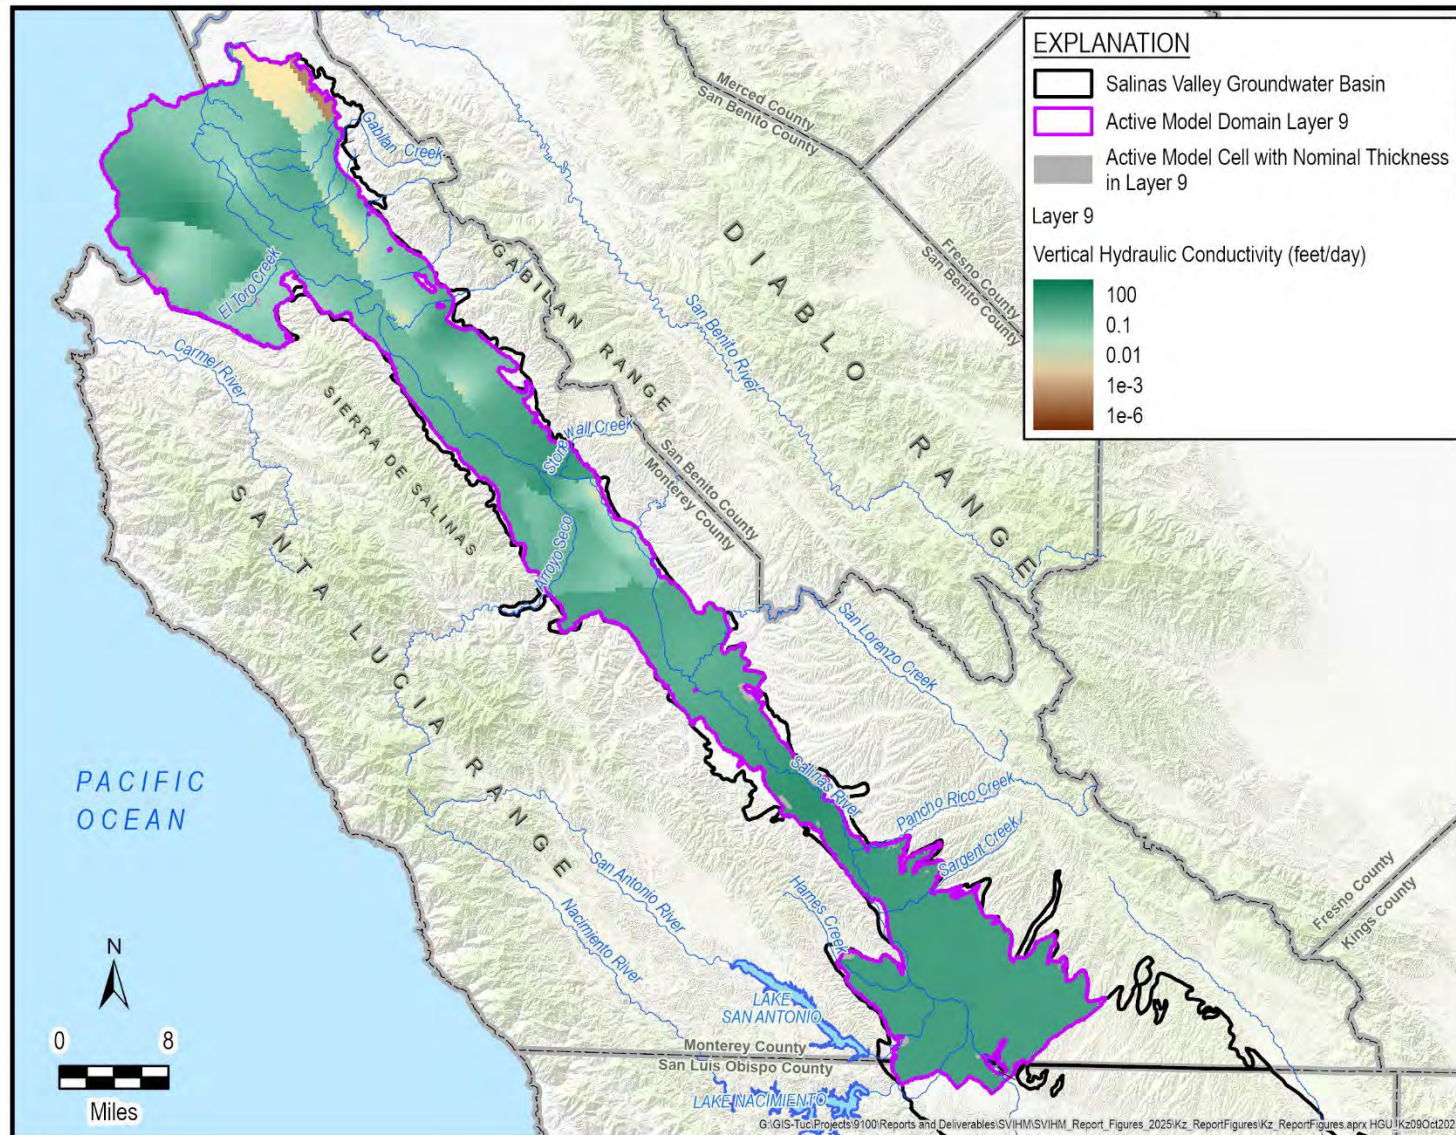 EXPLANATION
Salinas Valley Groundwater Basin
Active Model Domain Layer 9
Active Model Cell with Nominal Thickness
in Layer 9
Layer 9
Vertical Hydraulic Conductivity (feet/day)
100
0.1
0.01
1e-3
1e-6
Merced County
San Benito County
Fresno County
San Benito County
Gabilan Creek
DIABLO RANGE
GABILAN RANGE
San Benito River
El Toro Creek
Carmel River
SIERRA DE SALINAS
Stonewall Creek
San Benito County
Monterey County
SANTA LUCIA RANGE
Arroyo Seco
San Lorenzo Creek
PACIFIC
OCEAN
Salinas River
Pancho Rico Creek
Sargent Creek
San Antonio River
Hames Creek
Nacimiento River
Fresno County
Kings County
N
LAKE
SAN ANTONIO
0 8
Miles
Monterey County
San Luis Obispo County
LAKE NACIMIENTO